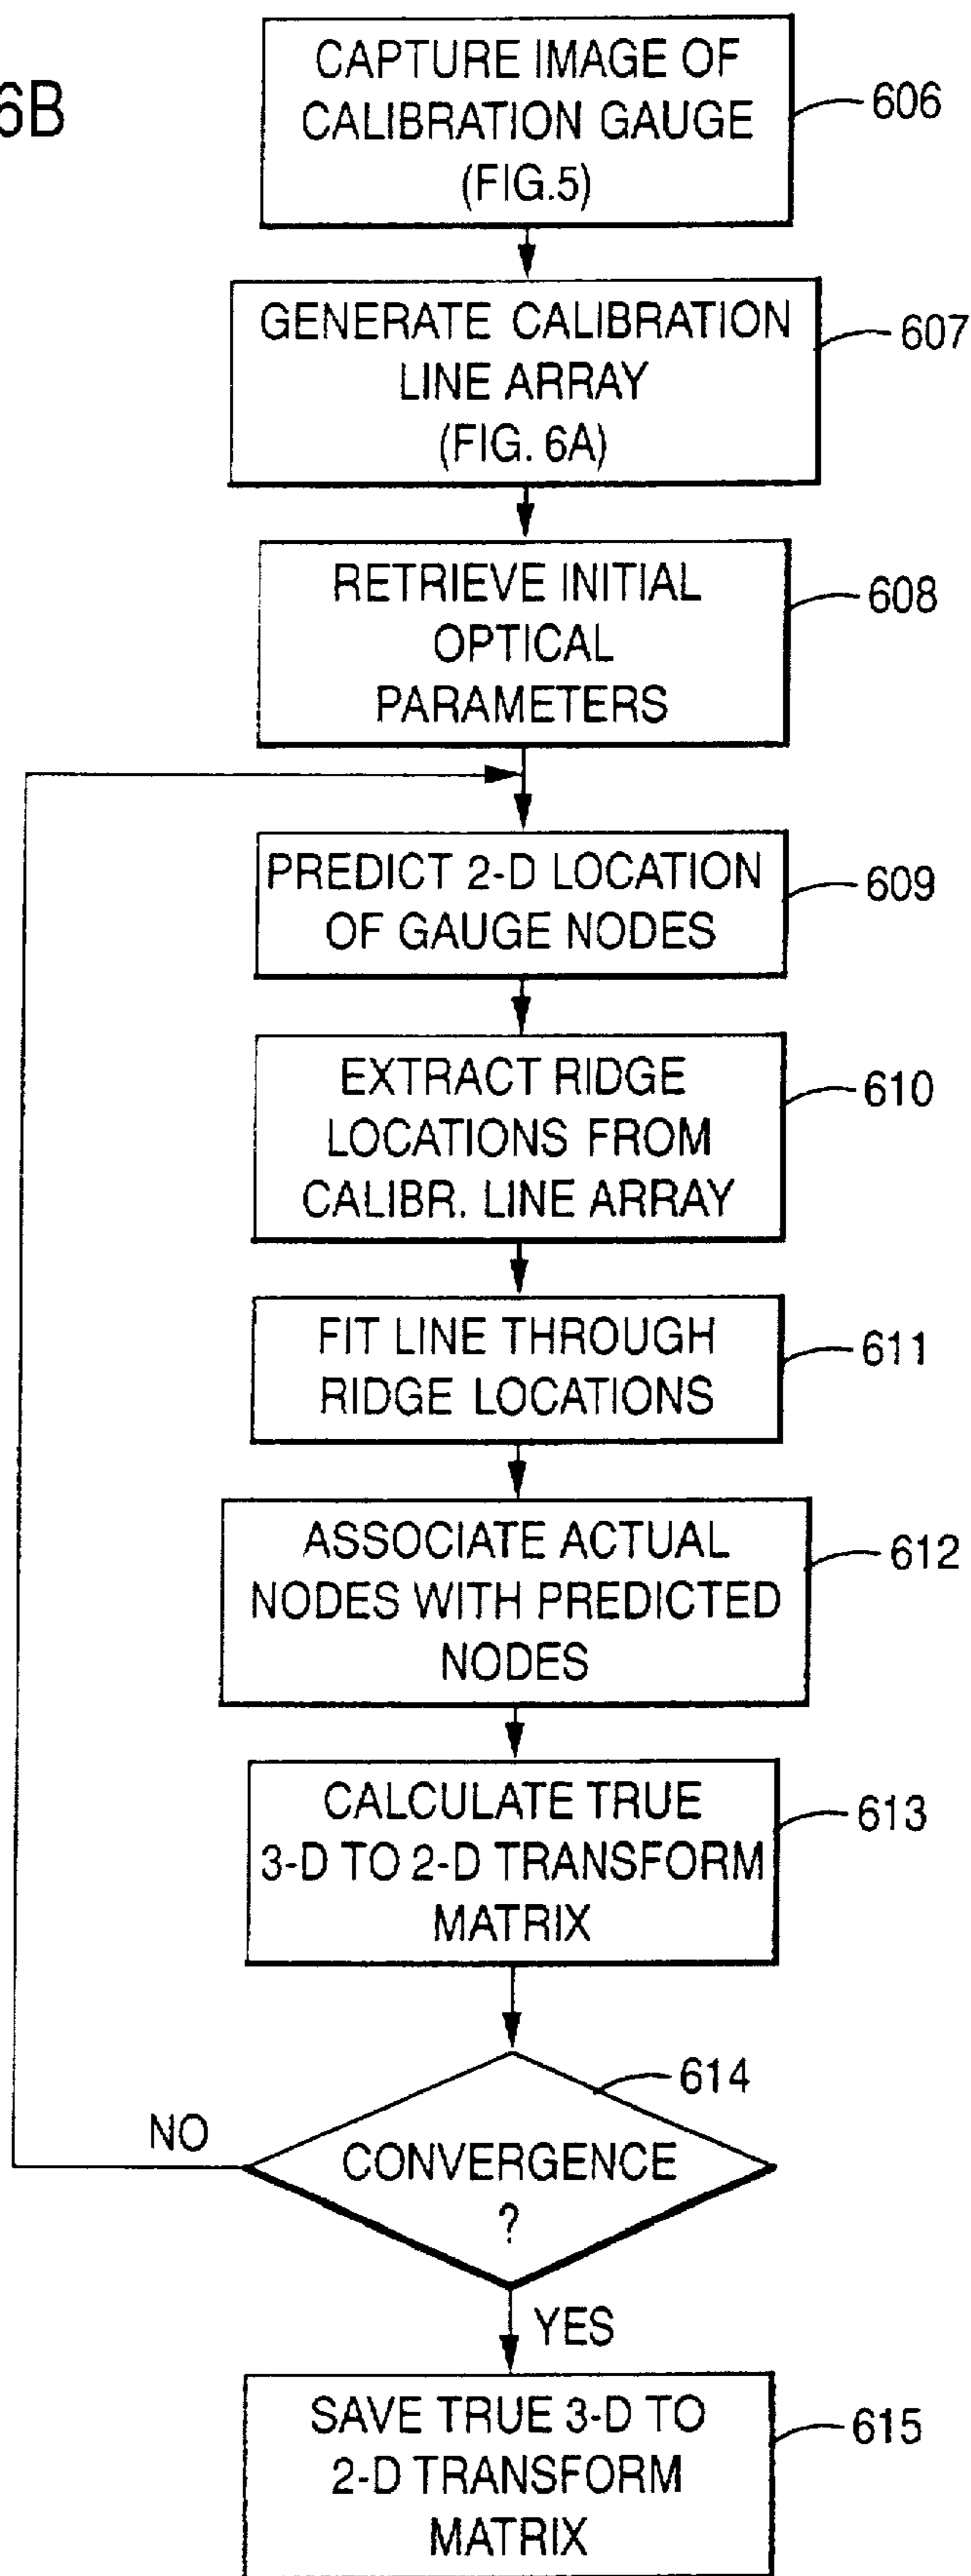 6B
CAPTURE IMAGE OF
CALIBRATION GAUGE
(FIG.5)
606
GENERATE CALIBRATION
LINE ARRAY
(FIG. 6A)
607
RETRIEVE INITIAL
OPTICAL
PARAMETERS
608
PREDICT 2-D LOCATION
OF GAUGE NODES
609
EXTRACT RIDGE
LOCATIONS FROM
CALIBR. LINE ARRAY
610
FIT LINE THROUGH
RIDGE LOCATIONS
611
ASSOCIATE ACTUAL
NODES WITH PREDICTED
NODES
612
CALCULATE TRUE
3-D TO 2-D TRANSFORM
MATRIX
613
614
NO
CONVERGENCE
?
YES
SAVE TRUE 3-D TO
2-D TRANSFORM
MATRIX
615